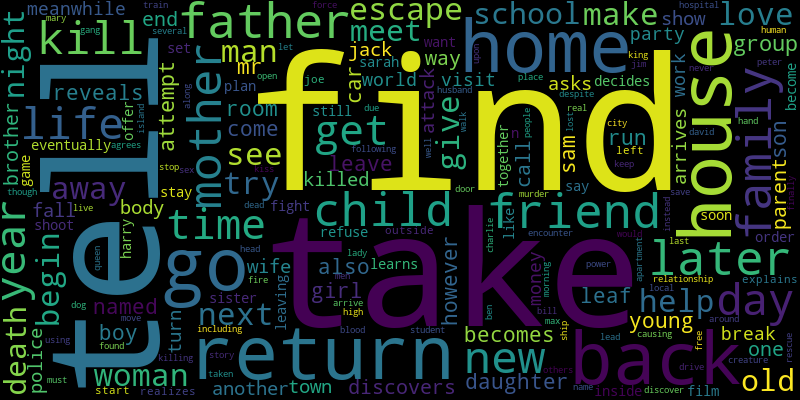 meanwhile
end
night
kill
father
man
mr
escape
meet
jack
car
school
make
love
party
show
group
home
house
tell
find
reveals
life
attempt
set
mother
room
plan
open
joe
sarah
world
way
want
attack
visit
asks
decides
work
become
brother
game
though
eventually
agrees
offer
island
come
see
try
still
due
get
give
leave
killed
following
call
together
sam
say
run
left
city
real
lost
arrives
family
son
parent
away
stop
stay
sex
year
fall
live
body
shoot
harry
time
fight
dead
child
refuse
outside
friend
like
soon
order
death
begin
queen
go
take
wife
lady
also
learns
however
charlie
encounter
later
last
explains
dog
named
move
turn
sister
head
fire
girl
men
arrive
money
power
leaf
help
day
young
relationship
local
around
police
using
found
boy
next
including
leaving
high
blood
student
becomes
ben
bill
morning
max
ship
lead
causing
free
break
one
creature
rescue
must
woman
killing
story
return
new
others
back
drive
start
realizes
taken
another
town
discovers
daughter
name
inside
discover
film
old
mary
gang
several
train
along
let
force
upon
king
jim
place
despite
never
david
peter
human
hospital
hand
people
husband
walk
well
door
murder
keep
save
instead
would
apartment
finally
kiss
n